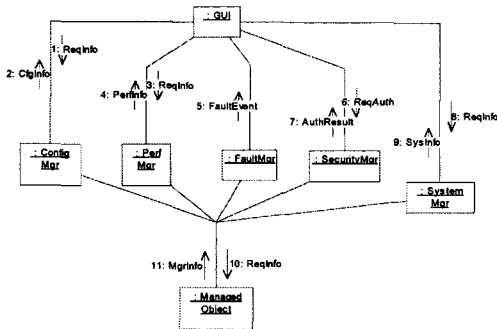 : GUI
1: ReqInfo
2: CfgInfo
3: ReqInfo
4: PerfInfo
5: FaultEvent
6: ReqAuth
7: AuthResult
8: ReqInfo
9: SysInfo
: Config
Mgr
: Perf
Mgr
: FaultMgr
: SecurityMgr
: System
Mgr
11: MgrInfo
10: ReqInfo
: Managed
Object